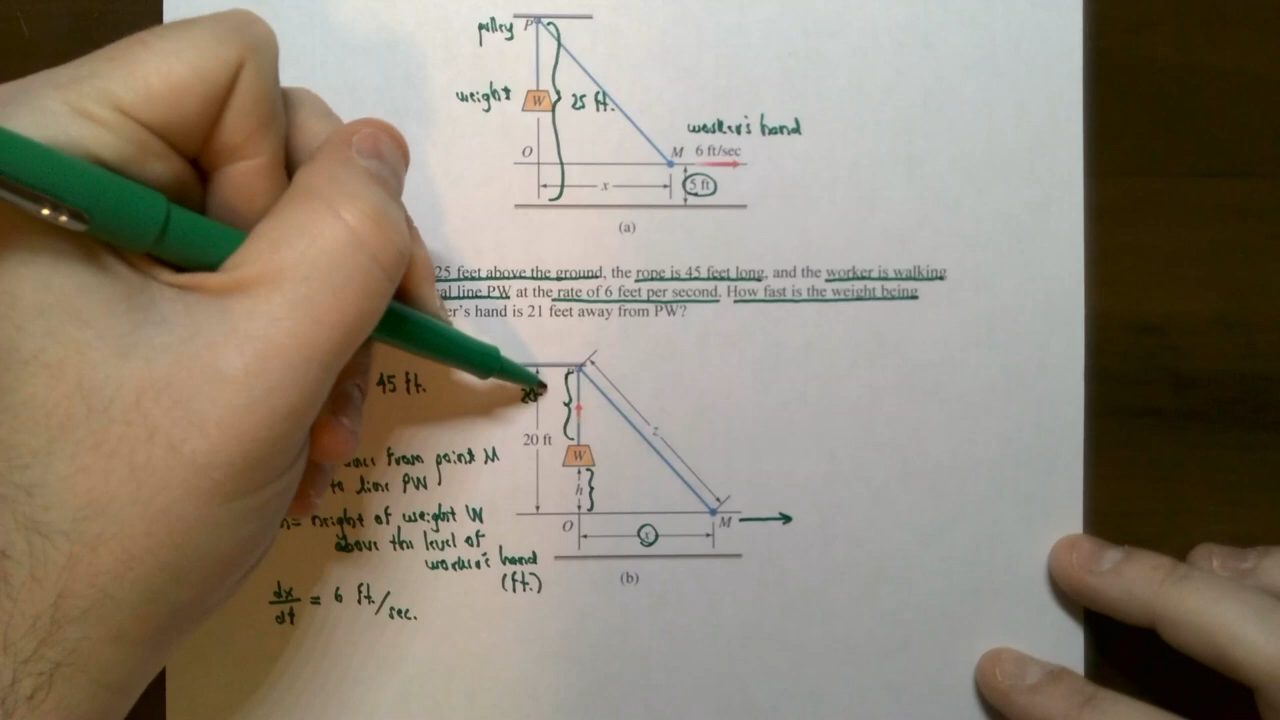 pulley P
weight W 25 ft.
worker's hand
O M 6 ft/sec
x 5 ft
(a)
25 feet above the ground, the rope is 45 feet long, and the worker is walking
al line PW at the rate of 6 feet per second. How fast is the weight being
er's hand is 21 feet away from PW?
45 ft.
20
20 ft z
W
from point M
to line PW
h
= height of weight W
above the level of
worker's hand
(ft.)
O M
x
(b)
dx/dt = 6 ft/sec.